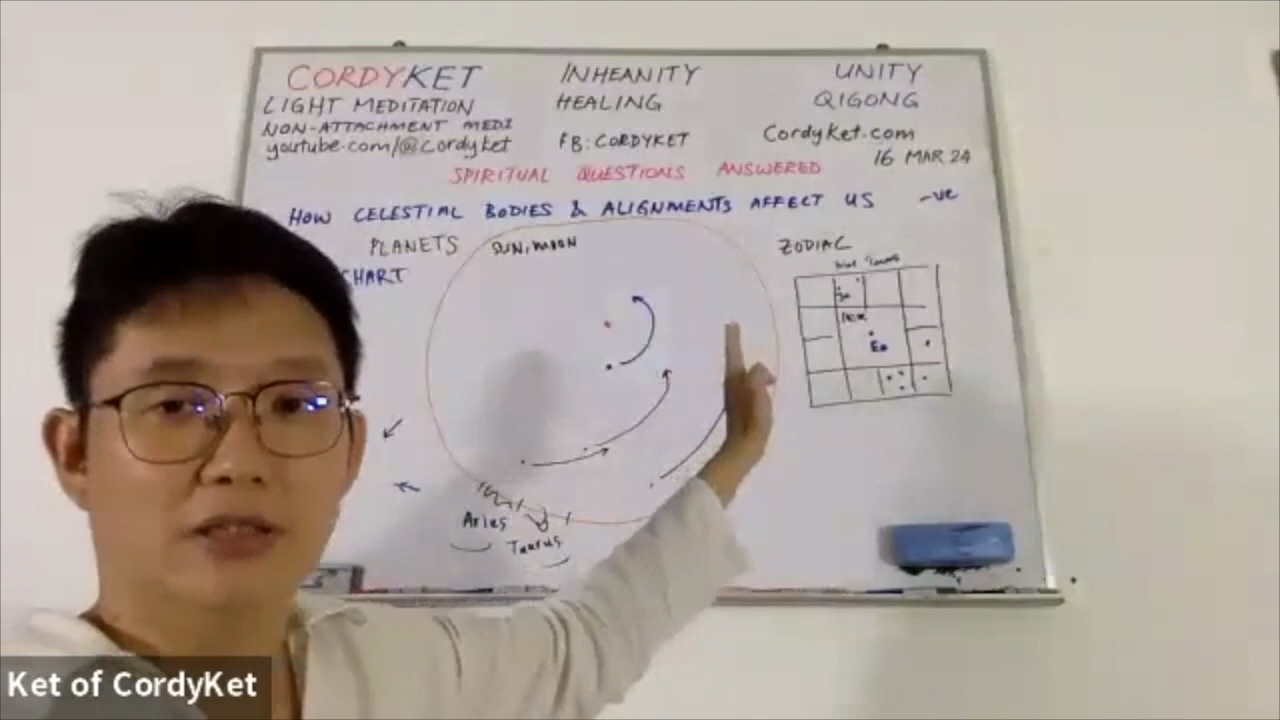 CORDYKET INHEANITY UNITY
LIGHT MEDITATION HEALING QIGONG
NON-ATTACHMENT MEDI
youtube.com/@cordyket FB: CORDYKET CordyKet.com
16 MAR 24
SPIRITUAL QUESTIONS ANSWERED
HOW CELESTIAL BODIES & ALIGNMENTS AFFECT US -ve
PLANETS SUN, MOON ZODIAC
CHART
Aries
Taurus
Ket of CordyKet